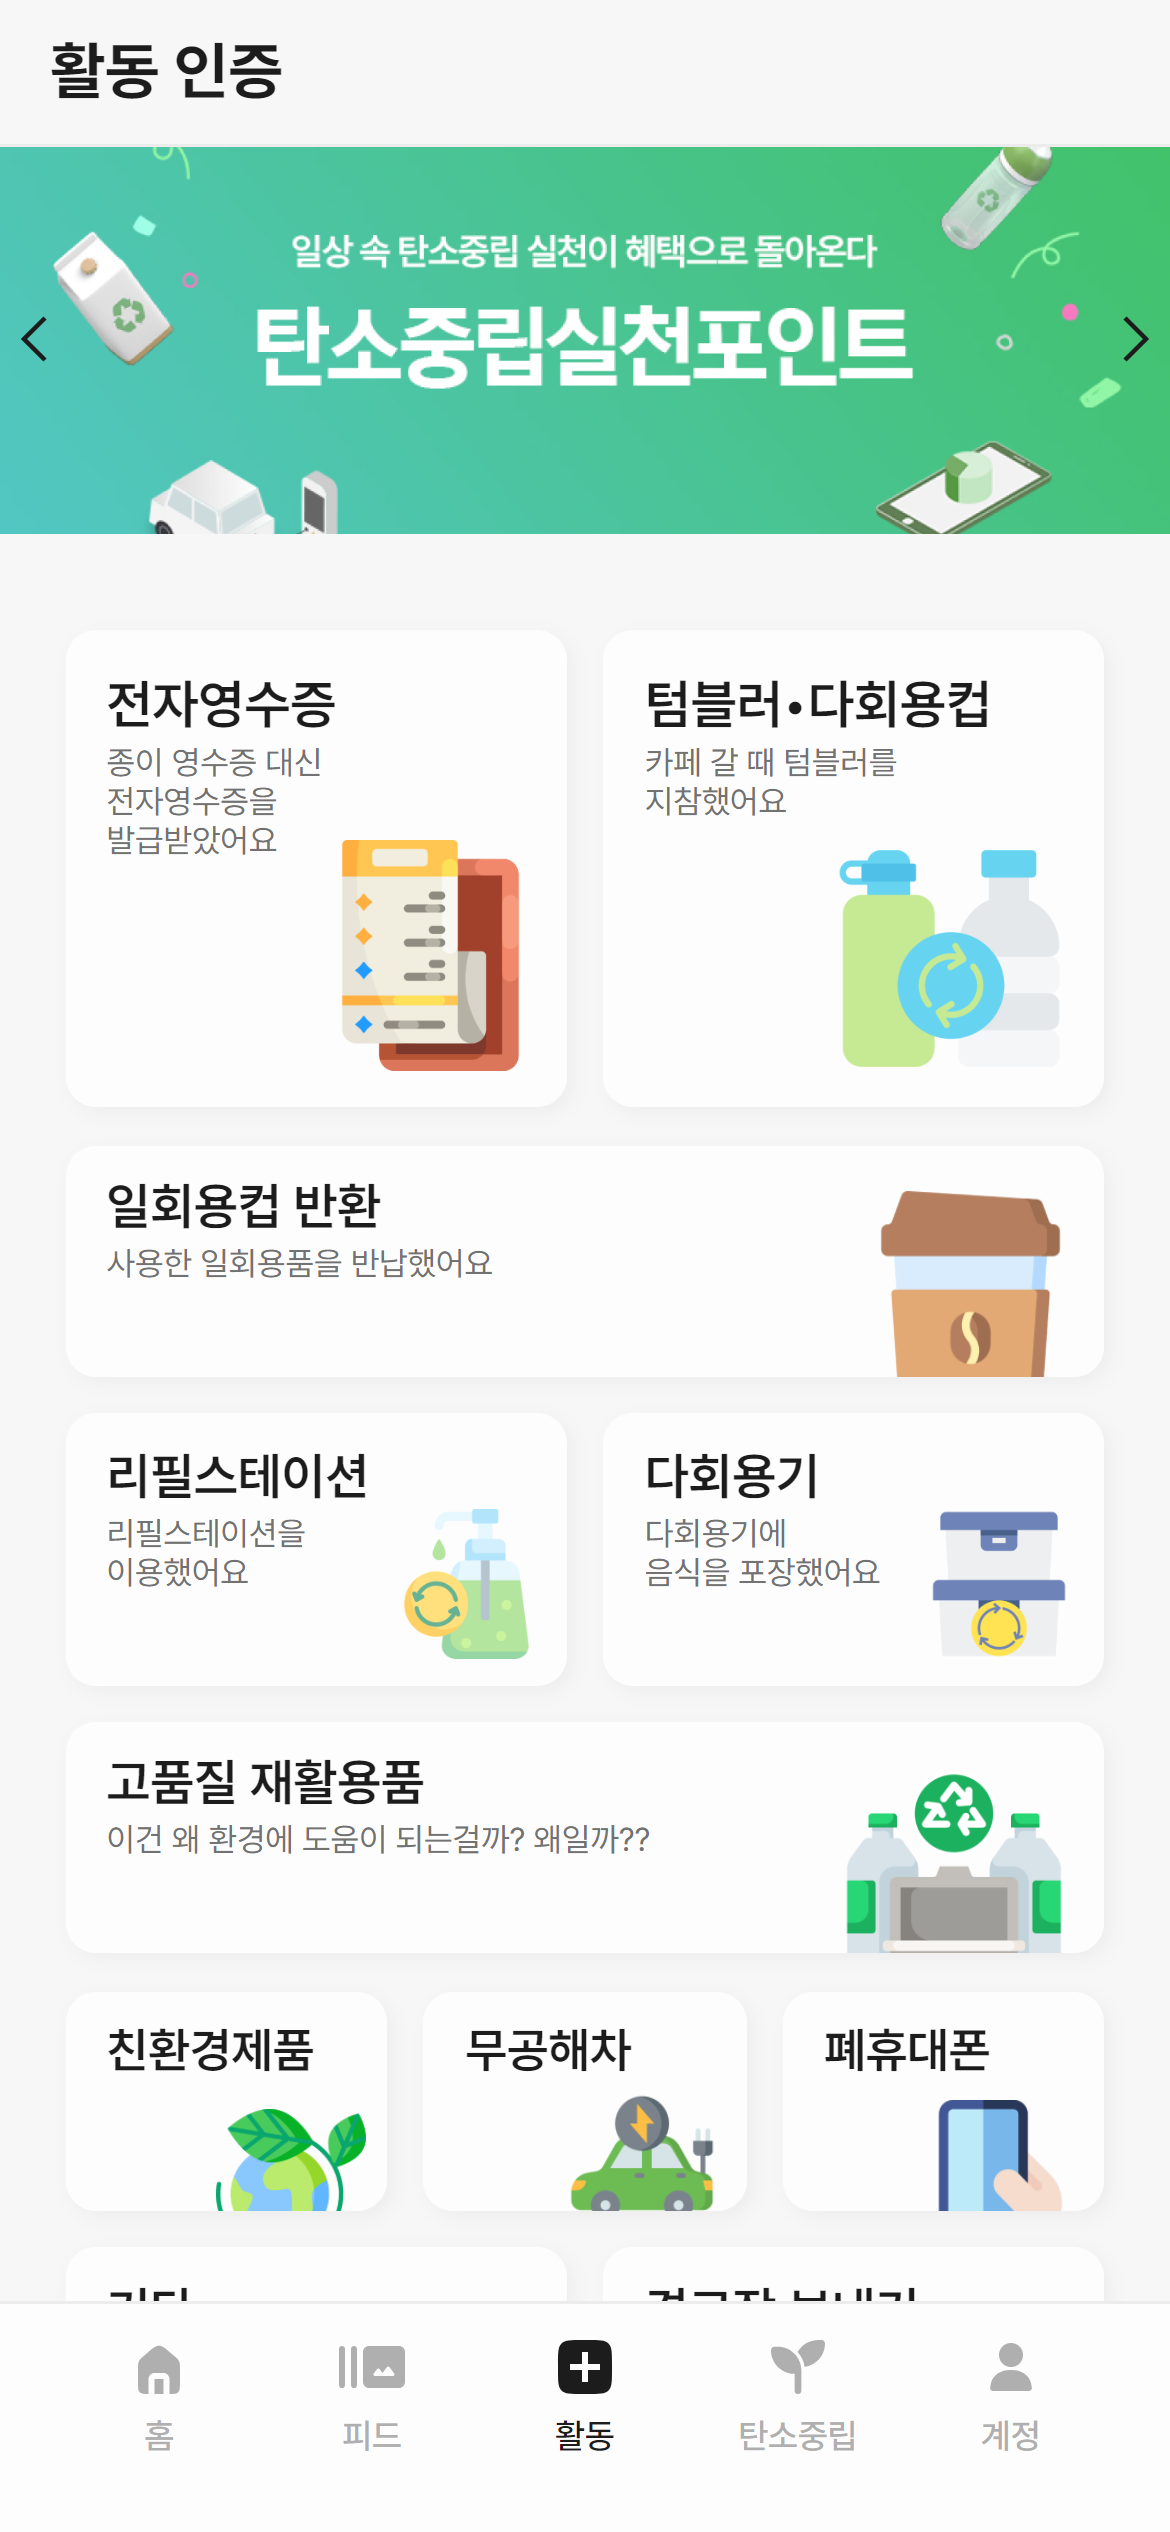 활동 인증
일상 속 탄소중립 실천이 혜택으로 돌아온다
탄소중립실천포인트
전자영수증
종이 영수증 대신
전자영수증을
발급받았어요
텀블러•다회용컵
카페 갈 때 텀블러를
지참했어요
일회용컵 반환
사용한 일회용품을 반납했어요
리필스테이션
리필스테이션을
이용했어요
다회용기
다회용기에
음식을 포장했어요
고품질 재활용품
이건 왜 환경에 도움이 되는걸까? 왜일까??
친환경제품
무공해차
폐휴대폰
홈
피드
활동
탄소중립
계정